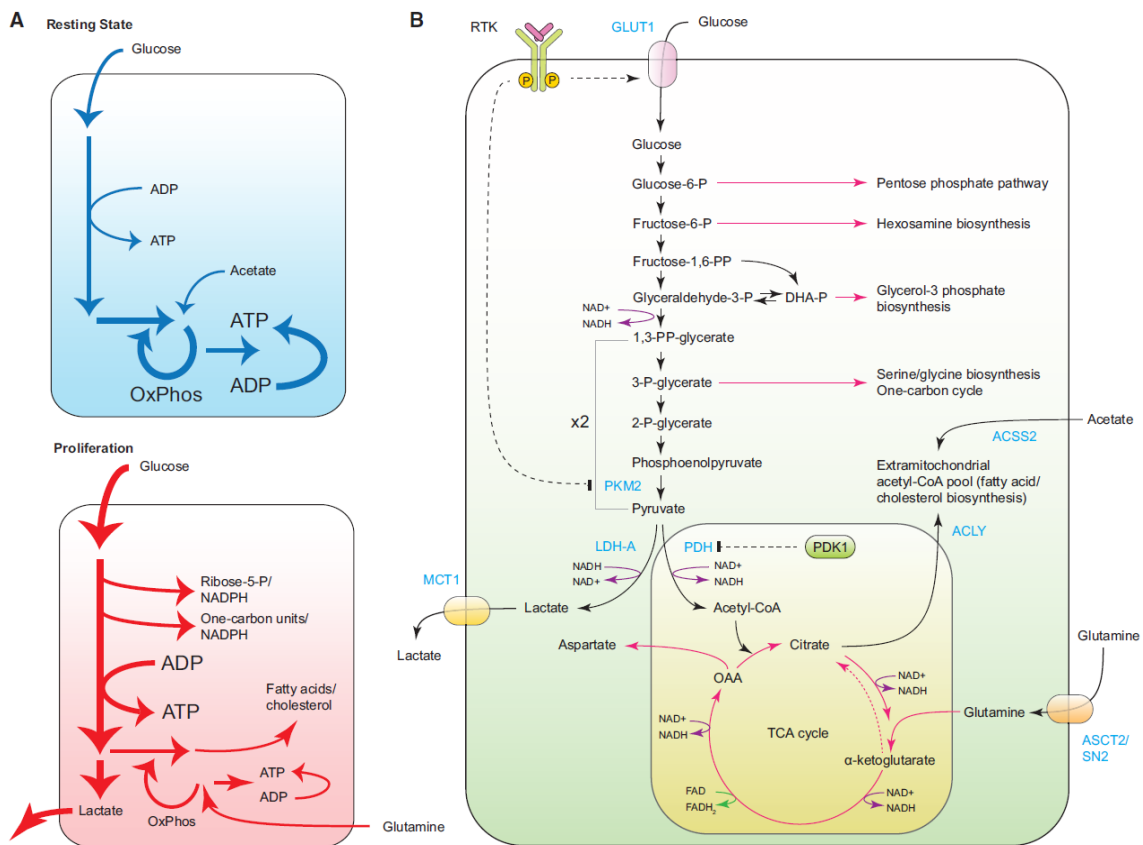 A
Resting State
Glucose
ADP
ATP
Acetate
ATP
OxPhos
ADP
Proliferation
Glucose
Ribose-5-P/
NADPH
One-carbon units/
NADPH
ADP
ATP
Fatty acids/
cholesterol
ATP
ADP
Lactate
OxPhos
Glutamine
B
RTK
P
P
GLUT1
Glucose
Glucose
Glucose-6-P
Pentose phosphate pathway
Fructose-6-P
Hexosamine biosynthesis
Fructose-1,6-PP
Glyceraldehyde-3-P
DHA-P
Glycerol-3 phosphate
biosynthesis
NAD+
NADH
1,3-PP-glycerate
3-P-glycerate
Serine/glycine biosynthesis
One-carbon cycle
x2
2-P-glycerate
Phosphoenolpyruvate
PKM2
Pyruvate
Acetate
ACSS2
Extramitochondrial
acetyl-CoA pool (fatty acid/
cholesterol biosynthesis)
ACLY
LDH-A
PDH
PDK1
NADH
NAD+
NAD+
NADH
MCT1
Lactate
Lactate
Acetyl-CoA
Aspartate
Citrate
OAA
NAD+
NADH
NAD+
NADH
TCA cycle
Glutamine
Glutamine
ASCT2/
SN2
α-ketoglutarate
FAD
FADH2
NAD+
NADH